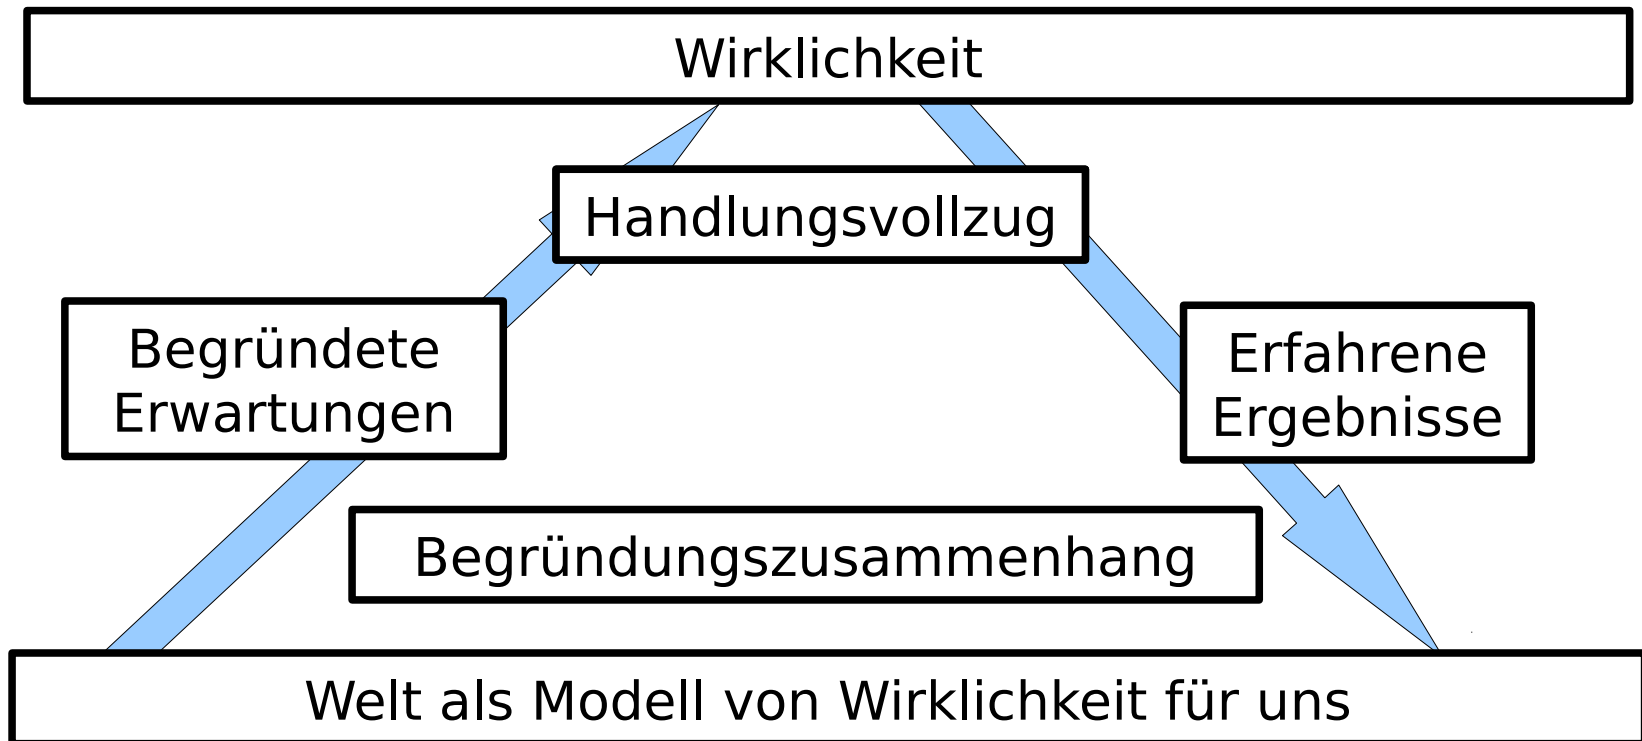 Wirklichkeit
Handlungsvollzug
Begründete
Erwartungen
Erfahrene
Ergebnisse
Begründungszusammenhang
Welt als Modell von Wirklichkeit für uns